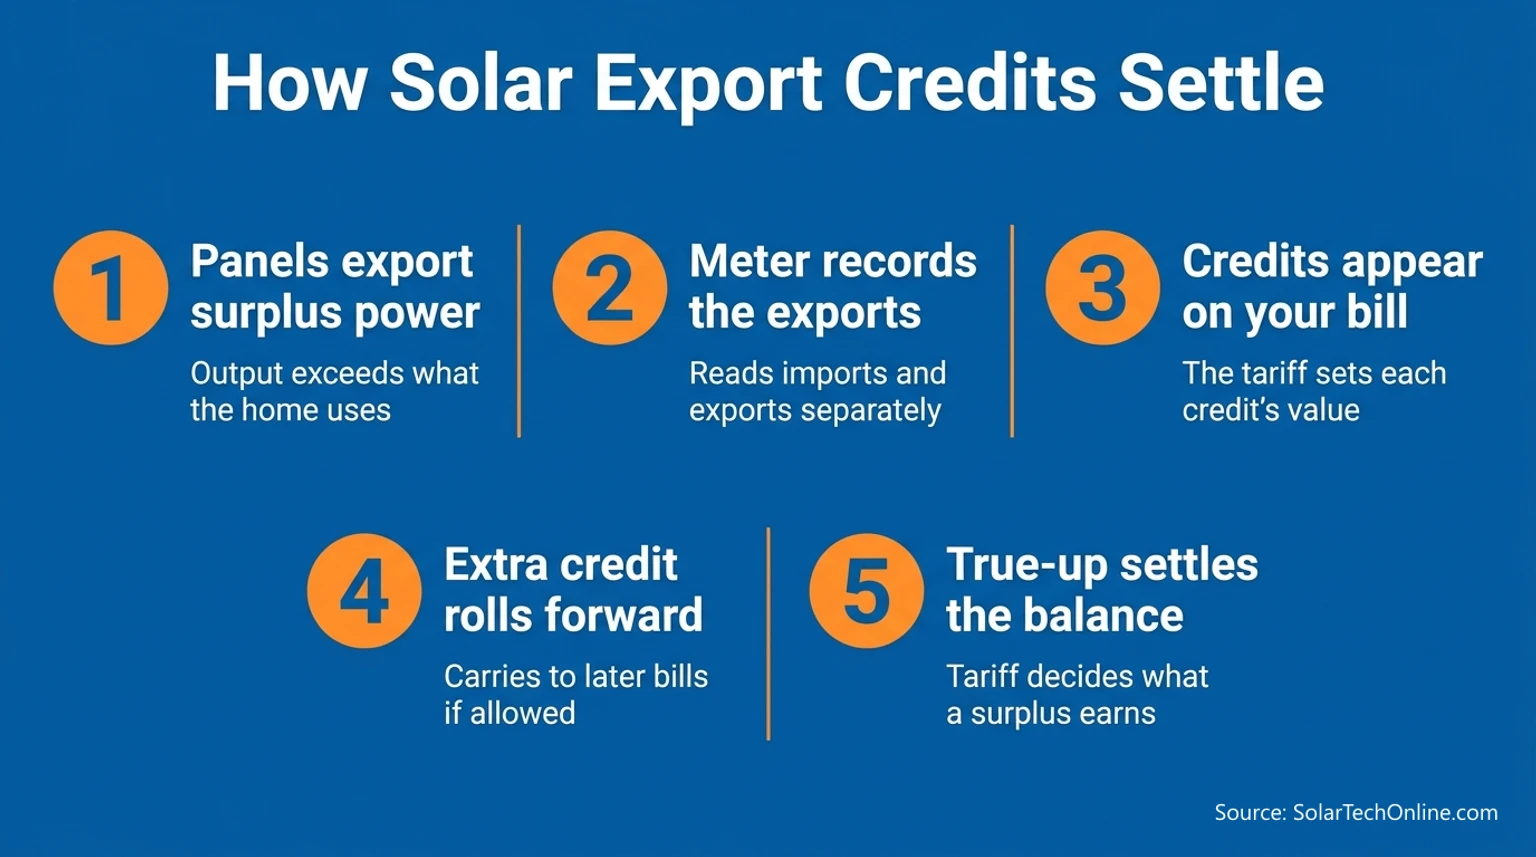 How Solar Export Credits Settle
1
Panels export
surplus power
Output exceeds what
the home uses
2
Meter records
the exports
Reads imports and
exports separately
3
Credits appear
on your bill
The tariff sets each
credit’s value
4
Extra credit
rolls forward
Carries to later bills
if allowed
5
True-up settles
the balance
Tariff decides what
a surplus earns
Source: SolarTechOnline.com